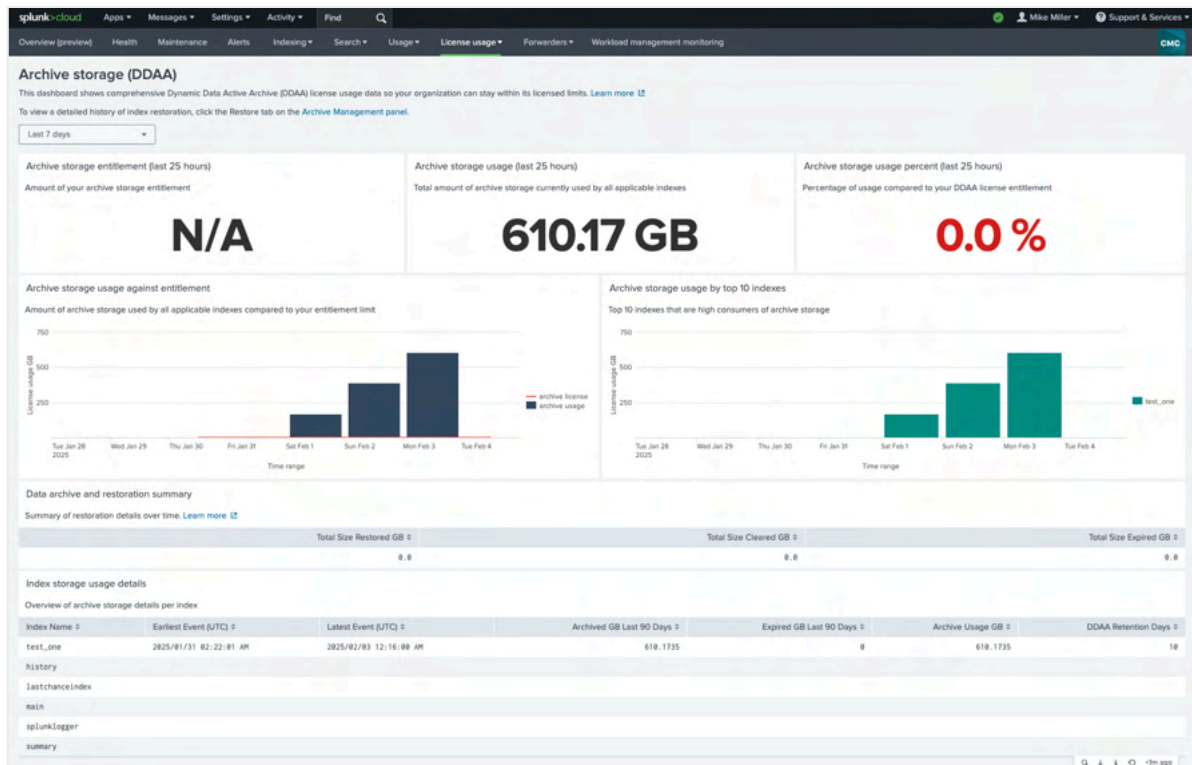 splunk>cloud Apps Messages Settings Activity Find Mike Miller Support & Services
Overview (preview) Health Maintenance Alerts Indexing Search Usage License usage Forwarders Workload management monitoring CMC
Archive storage (DDAA)
This dashboard shows comprehensive Dynamic Data Active Archive (DDAA) license usage data so your organization can stay within its licensed limits. Learn more
To view a detailed history of index restoration, click the Restore tab on the Archive Management panel.
Last 7 days
Archive storage entitlement (last 25 hours)
Amount of your archive storage entitlement
N/A
Archive storage usage (last 25 hours)
Total amount of archive storage currently used by all applicable indexes
610.17 GB
Archive storage usage percent (last 25 hours)
Percentage of usage compared to your DDAA license entitlement
0.0 %
Archive storage usage against entitlement
Amount of archive storage used by all applicable indexes compared to your entitlement limit
750
500
250
License usage GB
Tue Jan 28 Wed Jan 29 Thu Jan 30 Fri Jan 31 Sat Feb 1 Sun Feb 2 Mon Feb 3 Tue Feb 4
2025
Time range
archive license
archive usage
Archive storage usage by top 10 indexes
Top 10 indexes that are high consumers of archive storage
750
500
250
License usage GB
Tue Jan 28 Wed Jan 29 Thu Jan 30 Fri Jan 31 Sat Feb 1 Sun Feb 2 Mon Feb 3 Tue Feb 4
2025
Time range
test_one
Data archive and restoration summary
Summary of restoration details over time. Learn more
Total Size Restored GB Total Size Cleared GB Total Size Expired GB
0.0 0.0 0.0
Index storage usage details
Overview of archive storage details per index
Index Name Earliest Event (UTC) Latest Event (UTC) Archived GB Last 90 Days Expired GB Last 90 Days Archive Usage GB DDAA Retention Days
test_one 2025/01/31 02:22:01 AM 2025/02/03 12:16:00 AM 610.1735 0 610.1735 10
history
lastchanceindex
main
splunklogger
summary
<1m ago